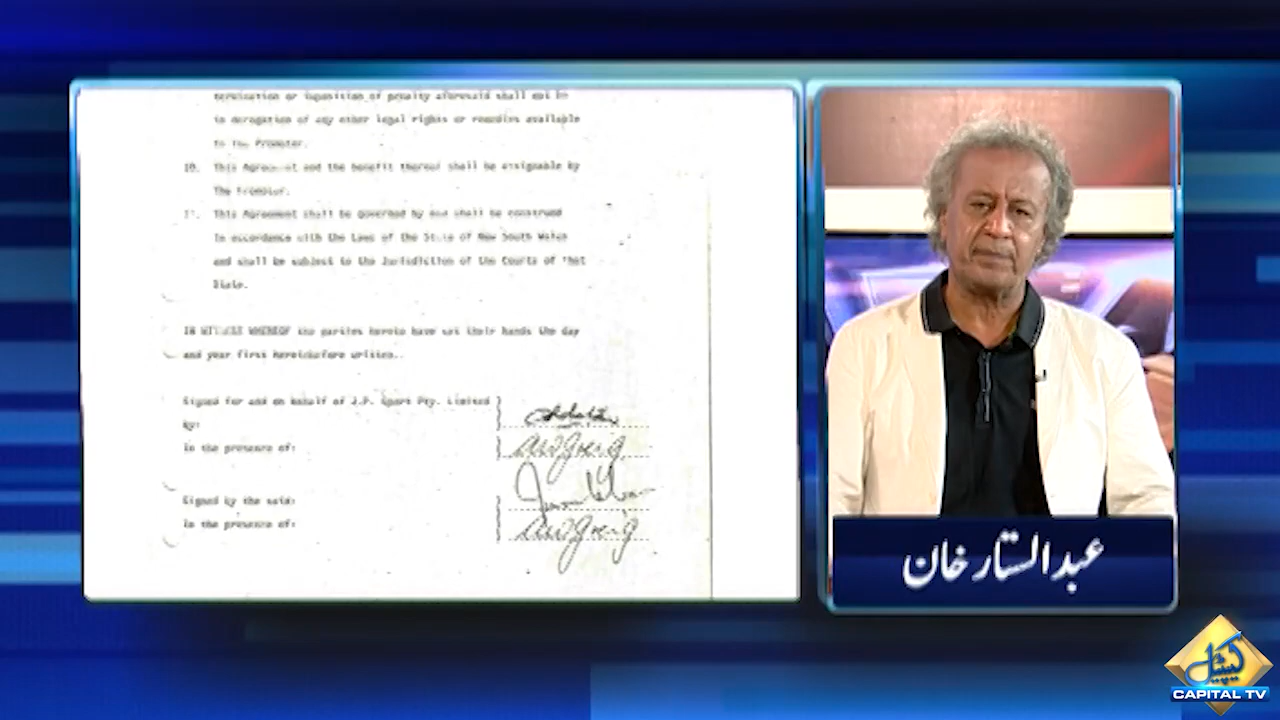 termination or imposition of penalty aforesaid shall not be
in derogation of any other legal rights or remedies available
to the Promoter.
10. This Agreement and the benefit thereof shall be assignable by
The Promoter.
11. This Agreement shall be governed by and shall be construed
in accordance with the Laws of the State of New South Wales
and shall be subject to the Jurisdiction of the Courts of that
State.
IN WITNESS WHEREOF the parties hereto have set their hands the day
and year first hereinbefore written.
Signed for and on behalf of J.P. Sport Pty. Limited
by:
in the presence of:
Signed by the said:
in the presence of:
عبدالستار خان
کیپیٹل
CAPITAL TV